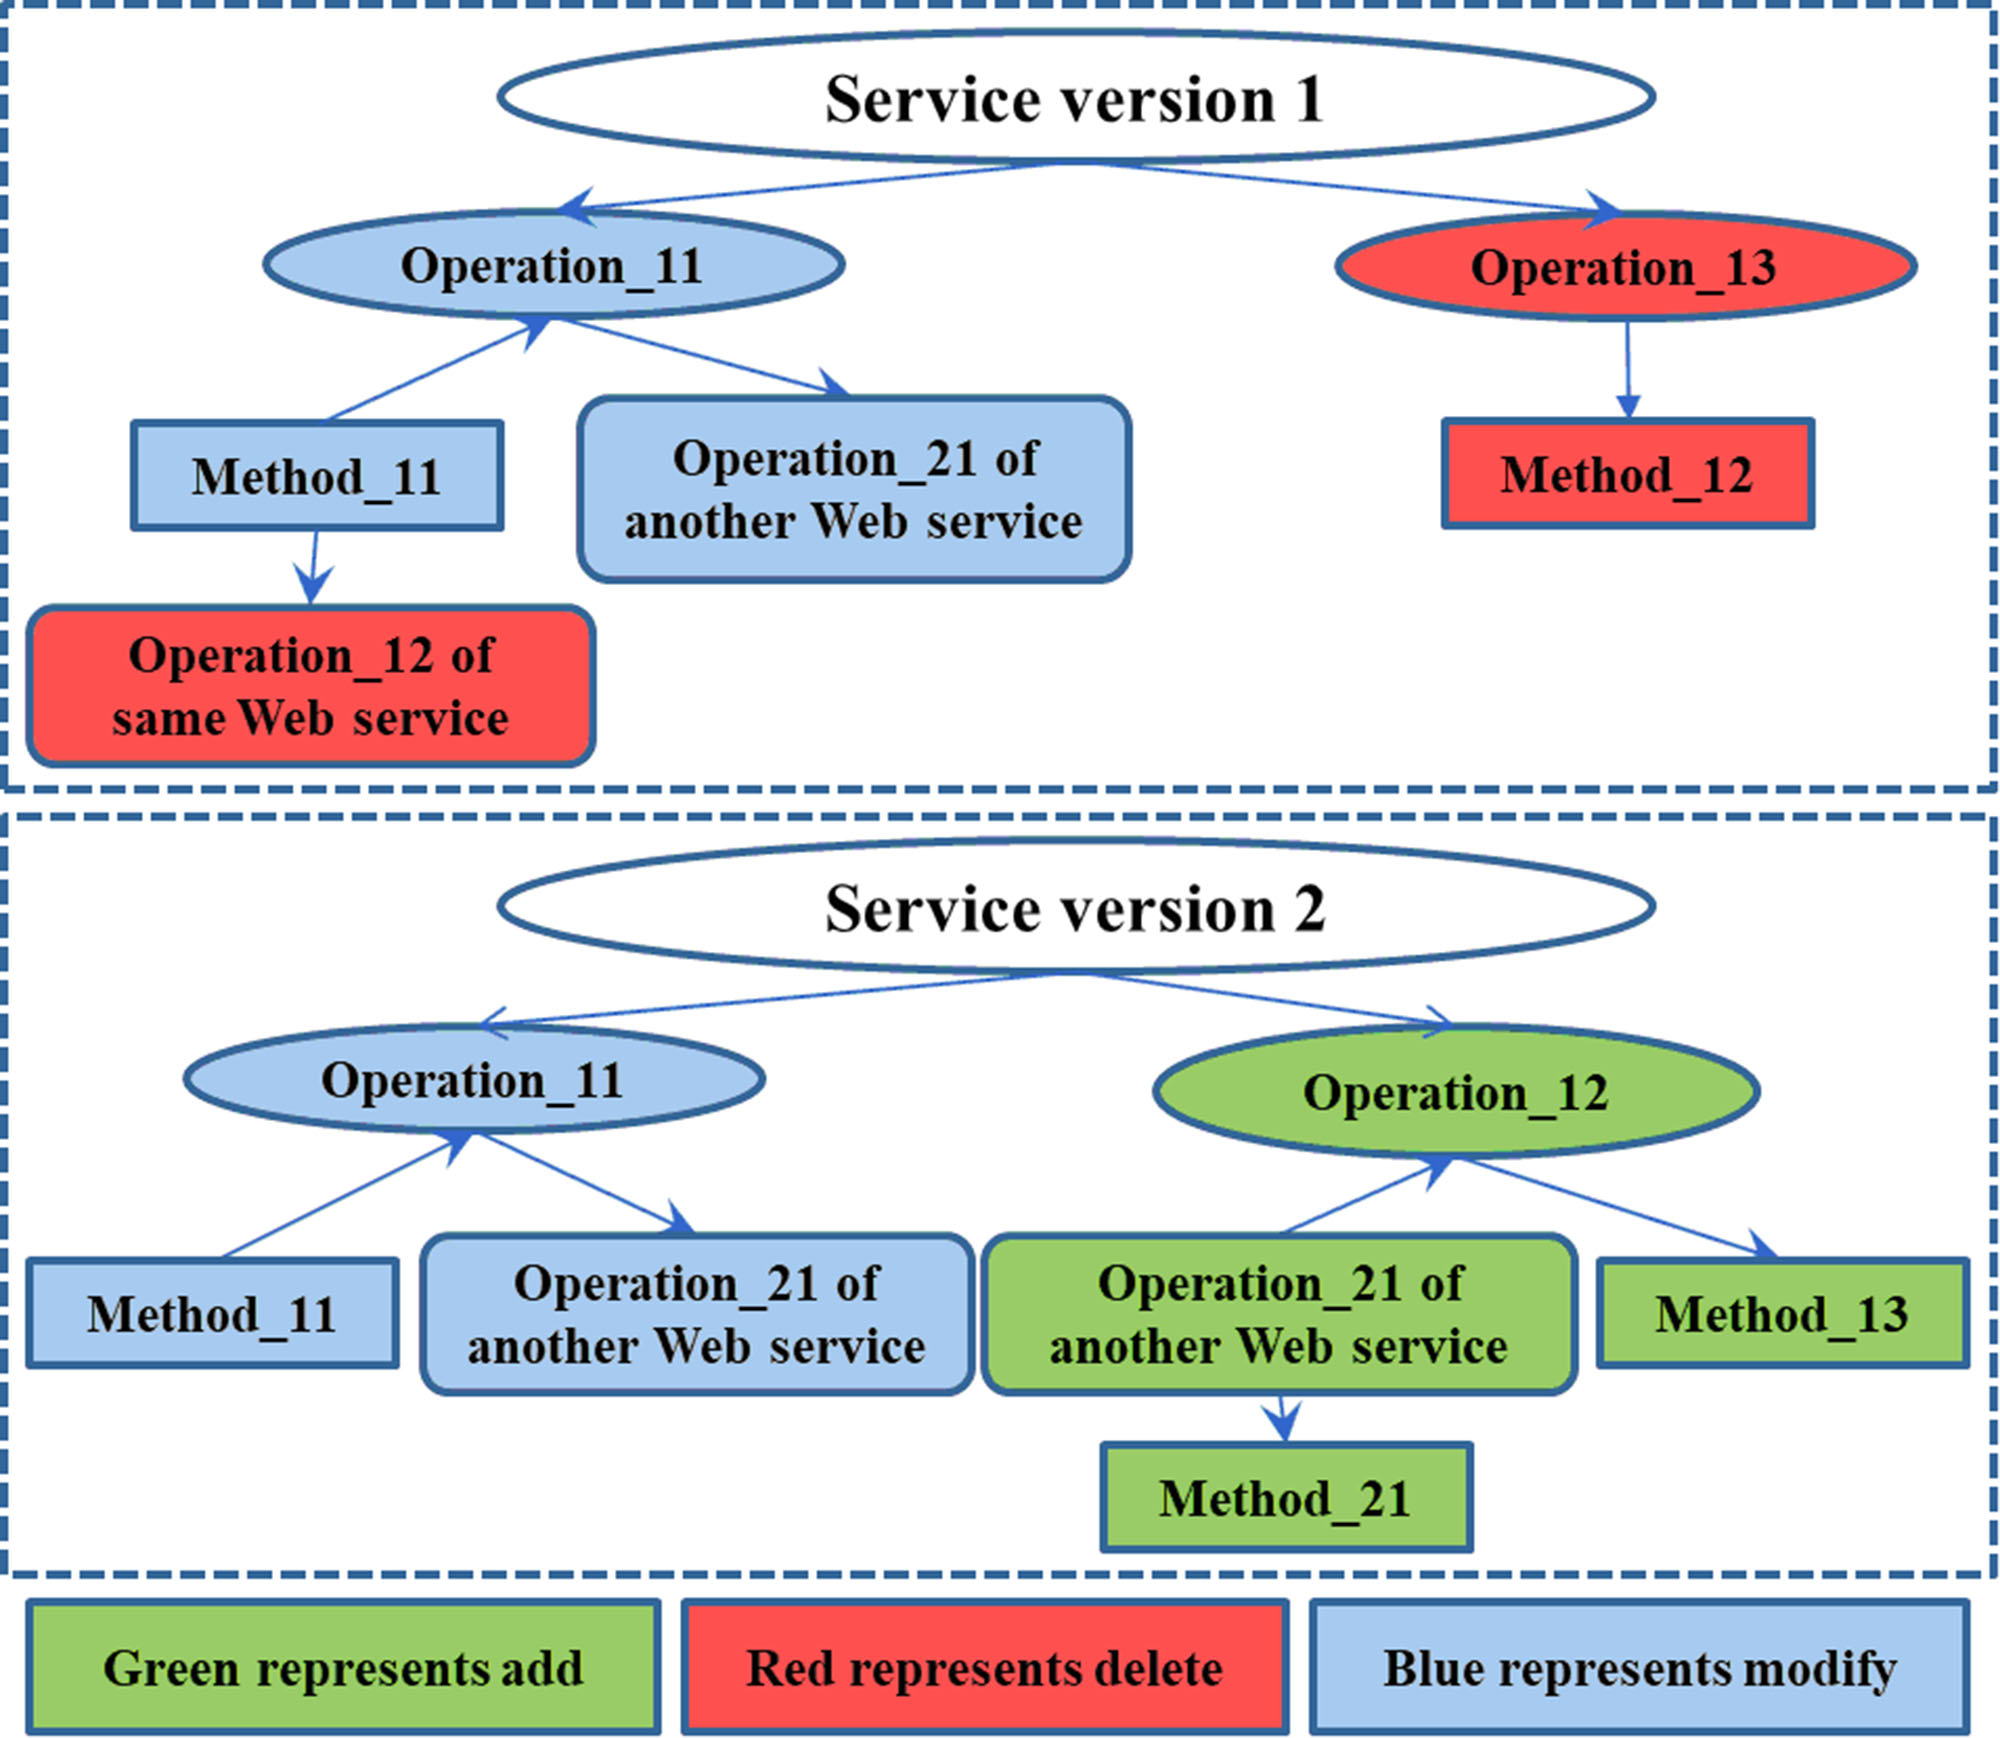 Service version 1
Operation_11
Operation_13
Method_11
Operation_21 of
another Web service
Method_12
Operation_12 of
same Web service
Service version 2
Operation_11
Operation_12
Method_11
Operation_21 of
another Web service
Operation_21 of
another Web service
Method_13
Method_21
Green represents add
Red represents delete
Blue represents modify